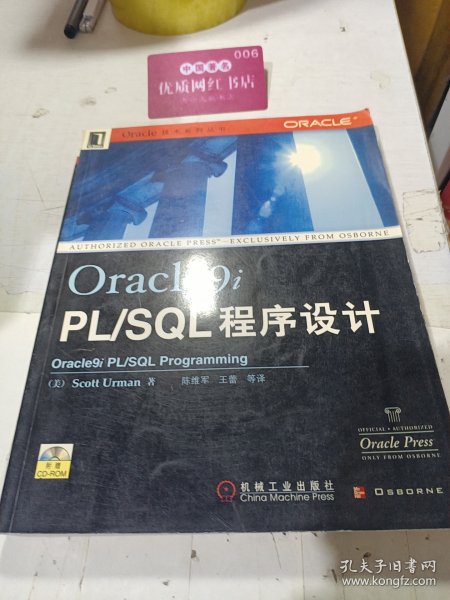 006
中国著名
优质网红书店
Oracle 技术系列丛书
ORACLE®
AUTHORIZED ORACLE PRESS™—EXCLUSIVELY FROM OSBORNE
Oracle9i
PL/SQL 程序设计
Oracle9i PL/SQL Programming
(美) Scott Urman 著 陈维军 王蕾 等译
OFFICIAL • AUTHORIZED
Oracle Press
ONLY FROM OSBORNE
附赠
CD-ROM
机械工业出版社
China Machine Press
OSBORNE
孔夫子旧书网
www.kongfz.com